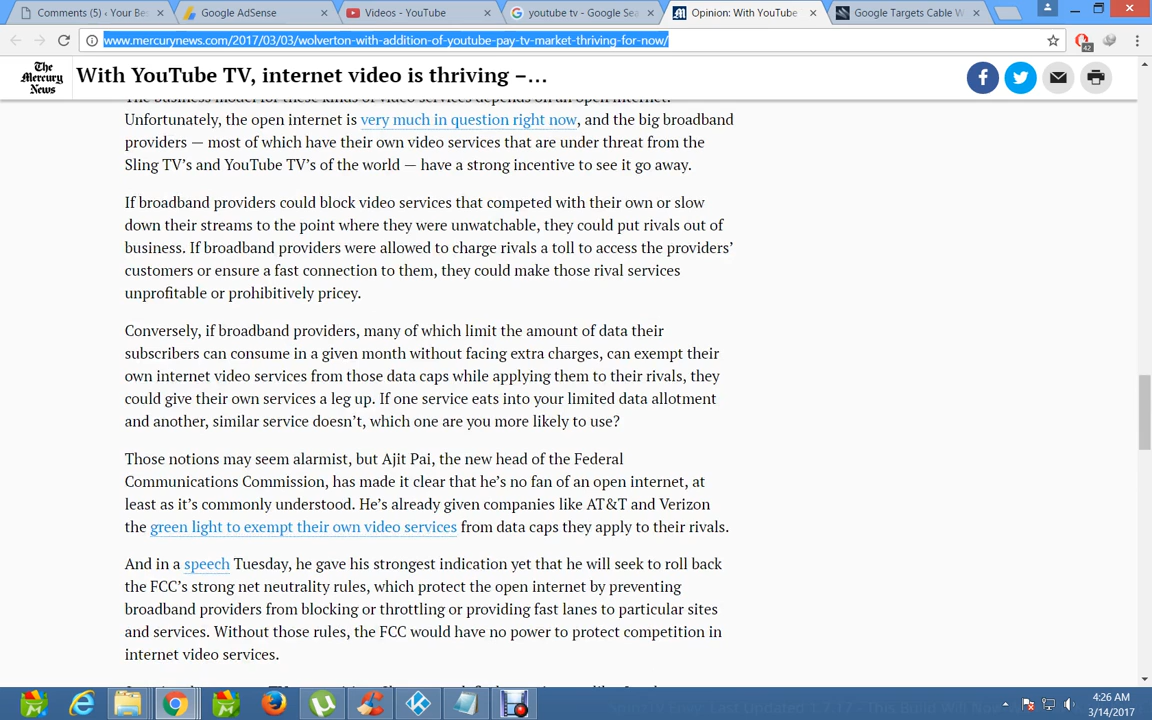 Comments (5) ‹ Your Be
Google AdSense
Videos - YouTube
youtube tv - Google Sea
Opinion: With YouTube
Google Targets Cable W
www.mercurynews.com/2017/03/03/wolverton-with-addition-of-youtube-pay-tv-market-thriving-for-now/
42
The Mercury News
With YouTube TV, internet video is thriving –...
The business model for these kinds of video services depends on an open internet.
Unfortunately, the open internet is very much in question right now, and the big broadband
providers — most of which have their own video services that are under threat from the
Sling TV's and YouTube TV's of the world — have a strong incentive to see it go away.
If broadband providers could block video services that competed with their own or slow
down their streams to the point where they were unwatchable, they could put rivals out of
business. If broadband providers were allowed to charge rivals a toll to access the providers'
customers or ensure a fast connection to them, they could make those rival services
unprofitable or prohibitively pricey.
Conversely, if broadband providers, many of which limit the amount of data their
subscribers can consume in a given month without facing extra charges, can exempt their
own internet video services from those data caps while applying them to their rivals, they
could give their own services a leg up. If one service eats into your limited data allotment
and another, similar service doesn't, which one are you more likely to use?
Those notions may seem alarmist, but Ajit Pai, the new head of the Federal
Communications Commission, has made it clear that he's no fan of an open internet, at
least as it's commonly understood. He's already given companies like AT&T and Verizon
the green light to exempt their own video services from data caps they apply to their rivals.
And in a speech Tuesday, he gave his strongest indication yet that he will seek to roll back
the FCC's strong net neutrality rules, which protect the open internet by preventing
broadband providers from blocking or throttling or providing fast lanes to particular sites
and services. Without those rules, the FCC would have no power to protect competition in
internet video services.
4:26 AM
3/14/2017